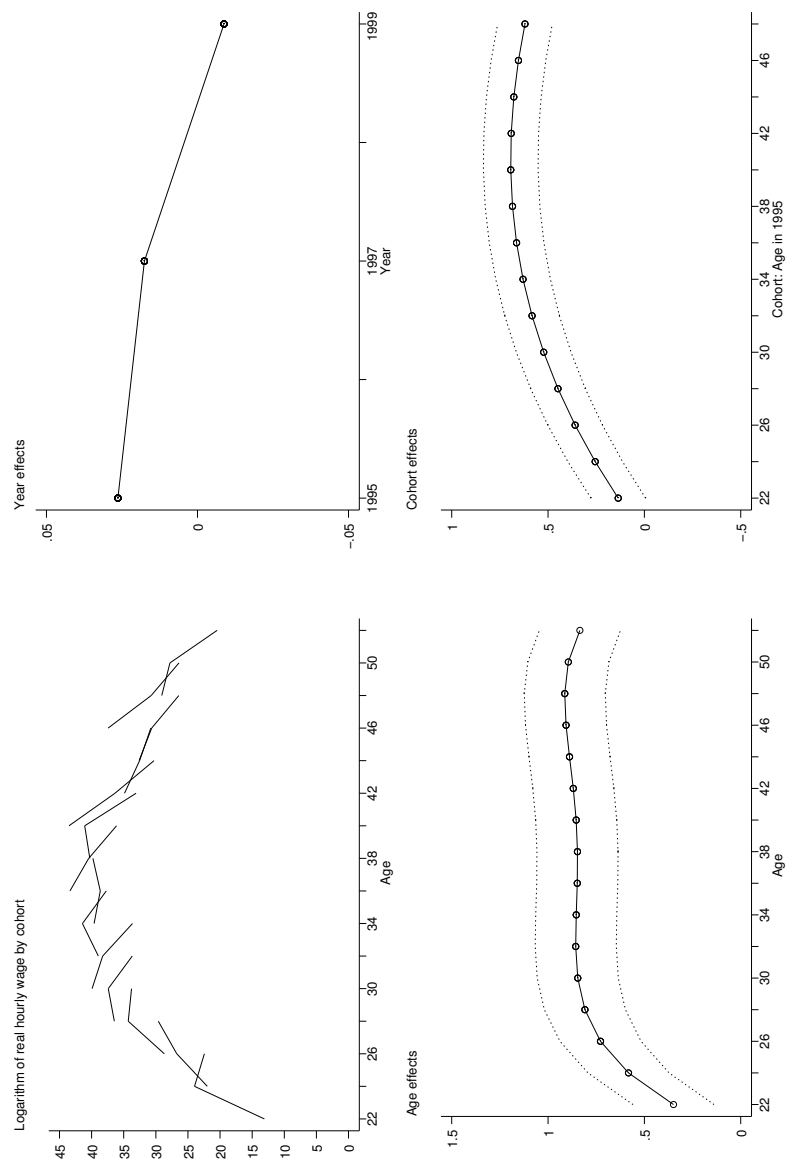 Logarithm of real hourly wage by cohort
45
40
35
30
25
20
15
10
5
0
22 26 30 34 38 42 46 50
Age
Year effects
.05
0
-.05
1995 1997 1999
Year
Age effects
1.5
1
.5
0
22 26 30 34 38 42 46 50
Age
Cohort effects
1
.5
0
-.5
22 26 30 34 38 42 46
Cohort: Age in 1995